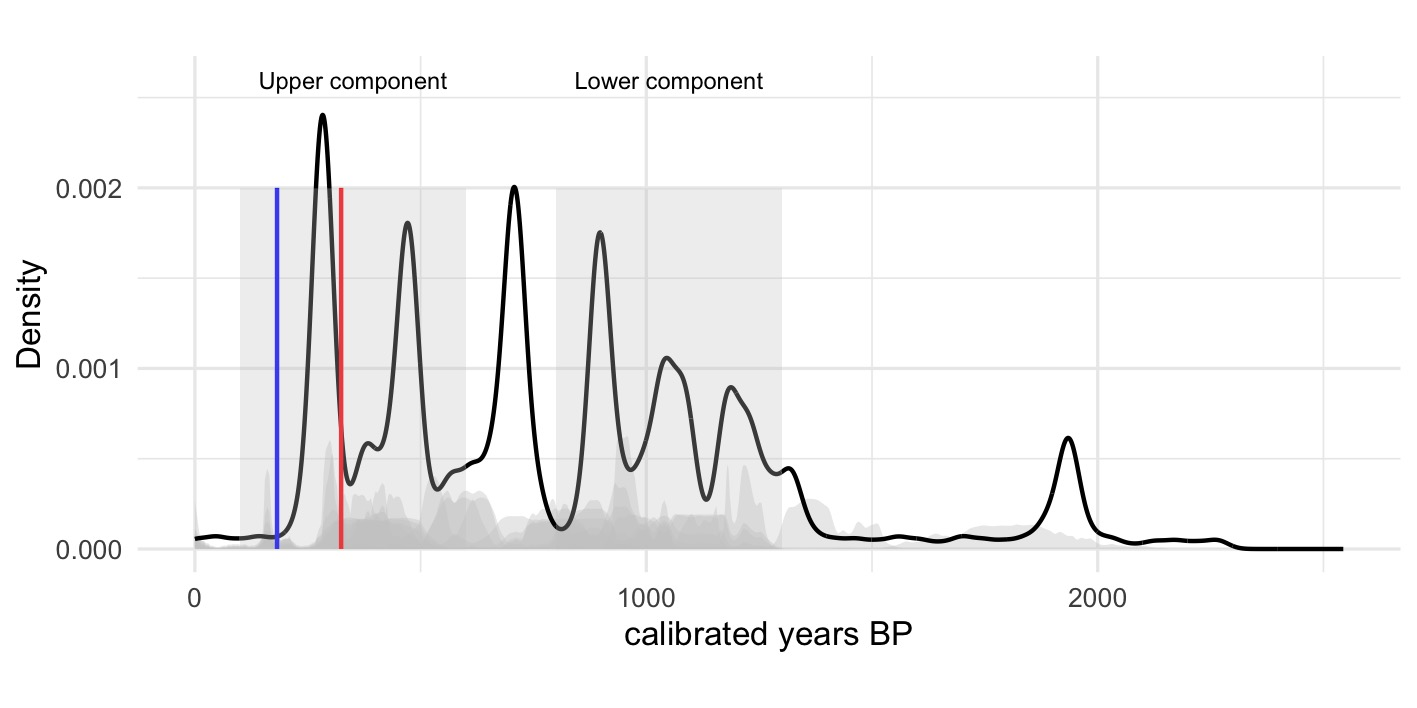 Upper component
Lower component
0.002
0.001
0.000
Density
0
1000
2000
calibrated years BP